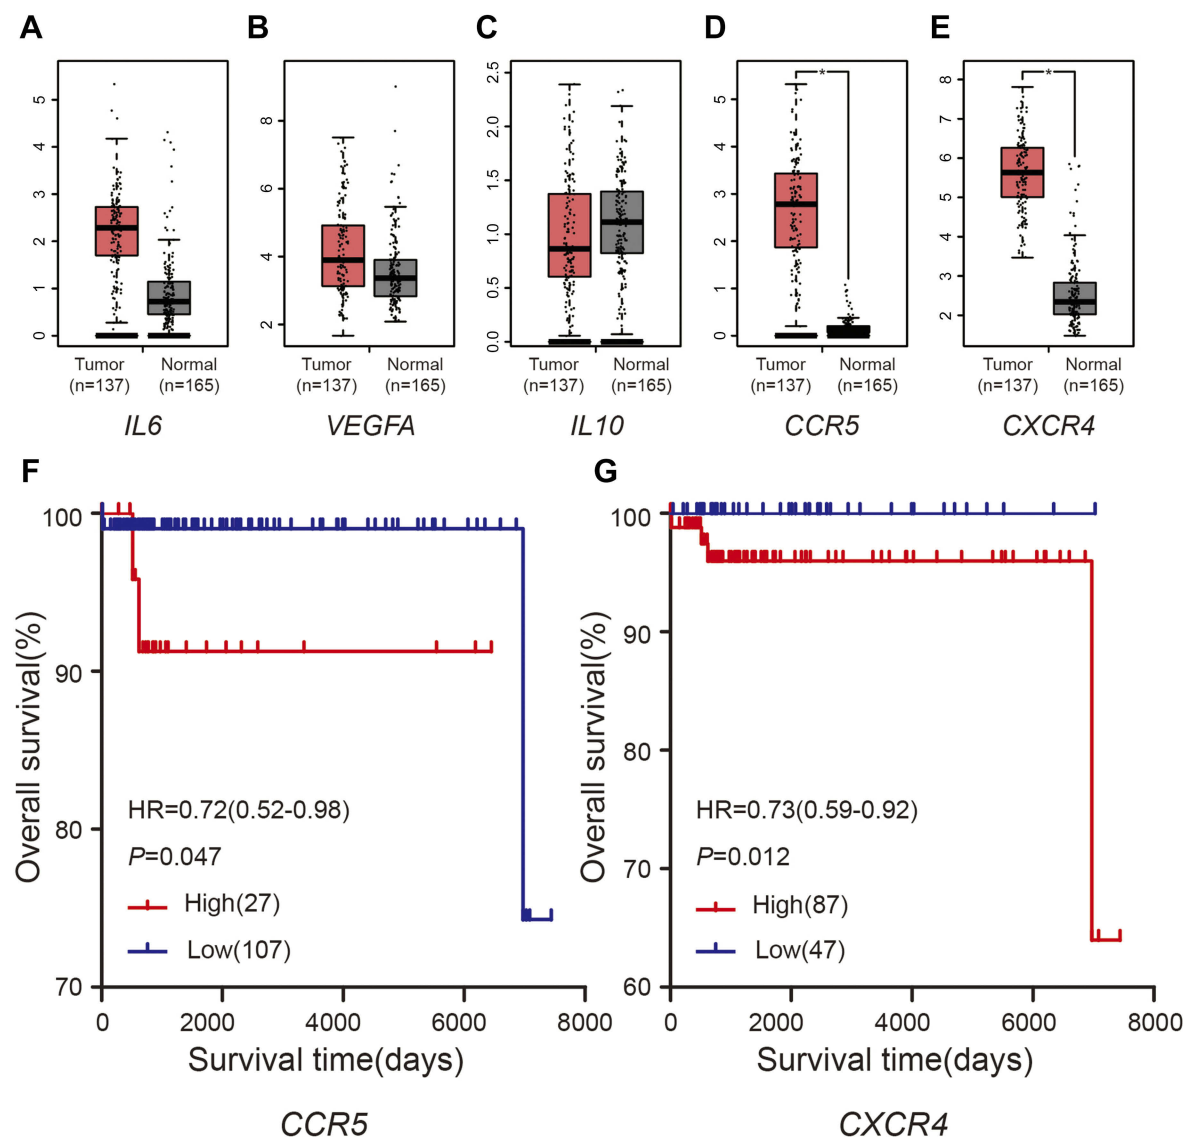 A B C D E
5
4
3
2
1
0
Tumor Normal
(n=137) (n=165)
IL6
8
6
4
2
Tumor Normal
(n=137) (n=165)
VEGFA
2.5
2.0
1.5
1.0
0.5
0.0
Tumor Normal
(n=137) (n=165)
IL10
*
5
4
3
2
1
0
Tumor Normal
(n=137) (n=165)
CCR5
*
8
7
6
5
4
3
2
Tumor Normal
(n=137) (n=165)
CXCR4
F
Overall survival(%)
100
90
80
70
HR=0.72(0.52-0.98)
P=0.047
High(27)
Low(107)
0 2000 4000 6000 8000
Survival time(days)
CCR5
G
Overall survival(%)
100
90
80
70
60
HR=0.73(0.59-0.92)
P=0.012
High(87)
Low(47)
0 2000 4000 6000 8000
Survival time(days)
CXCR4